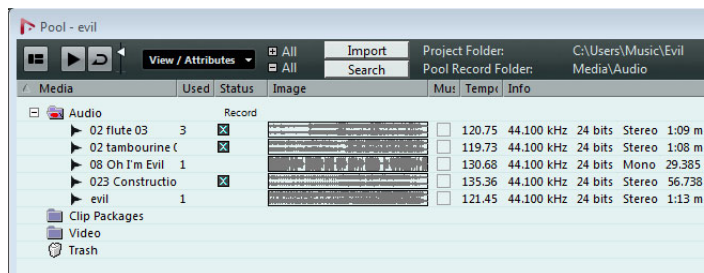 Pool - evil
View / Attributes All Import Project Folder: C:\Users\Music\Evil
All Search Pool Record Folder: Media\Audio
Media Used Status Image Mu: Info
Audio Record
02 flute 03 3 X 120.75 44.100 kHz 24 bits Stereo 1:09 m
02 tambourine ( X 119.73 44.100 kHz 24 bits Stereo 1:08 m
08 Oh I'm Evil 1 130.68 44.100 kHz 24 bits Mono 29.385
023 Constructio X 135.36 44.100 kHz 24 bits Stereo 56.738
evil 1 121.45 44.100 kHz 24 bits Stereo 1:13 m
Clip Packages
Video
Trash